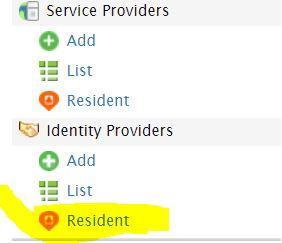 Service Providers
Add
List
Resident
Identity Providers
Add
List
Resident